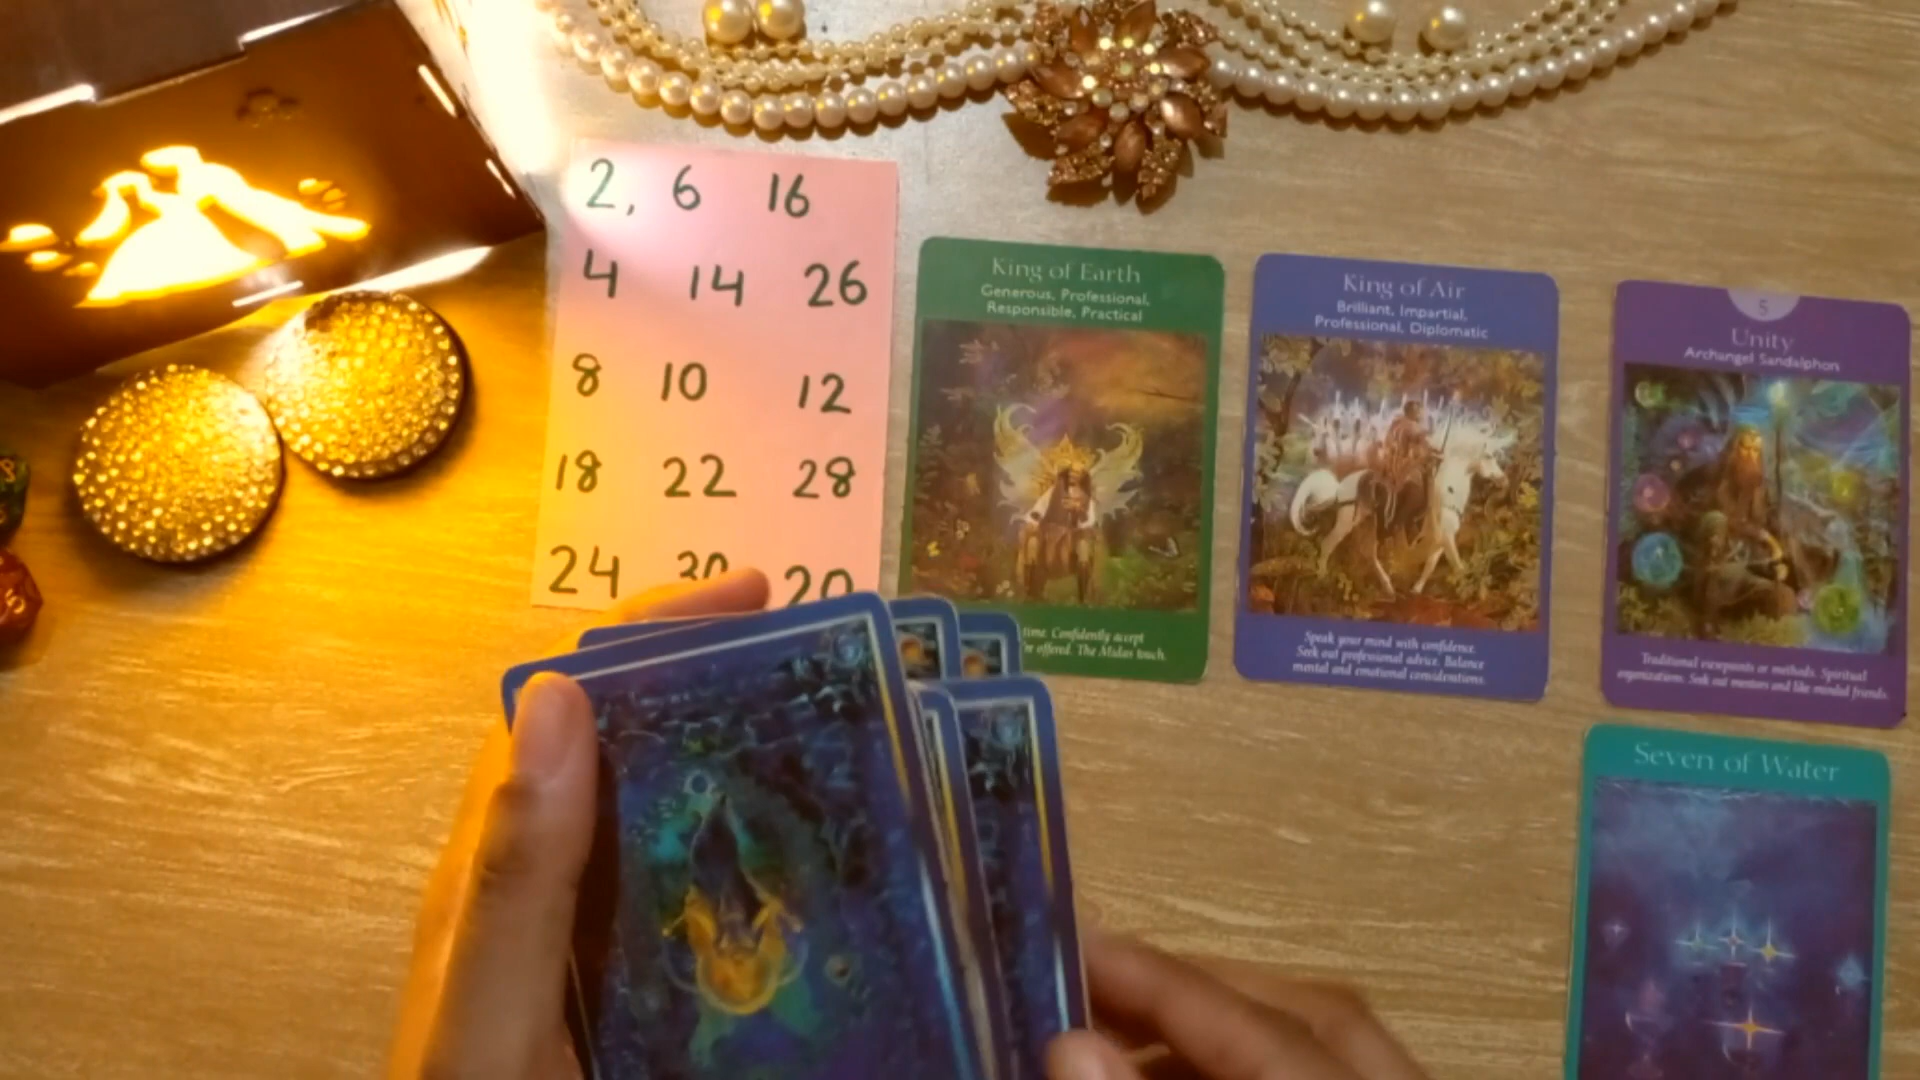 2, 6 16
4 14 26
8 10 12
18 22 28
24 30 20
King of Earth
Generous, Professional,
Responsible, Practical
time. Confidently accept
offered. The Midas touch.
King of Air
Brilliant, Impartial,
Professional, Diplomatic
Speak your mind with confidence.
Seek out professional advice. Balance
mental and emotional considerations.
5
Unity
Archangel Sandalphon
Traditional viewpoints or methods. Spiritual
organizations. Seek out mentors and like minded friends.
Seven of Water